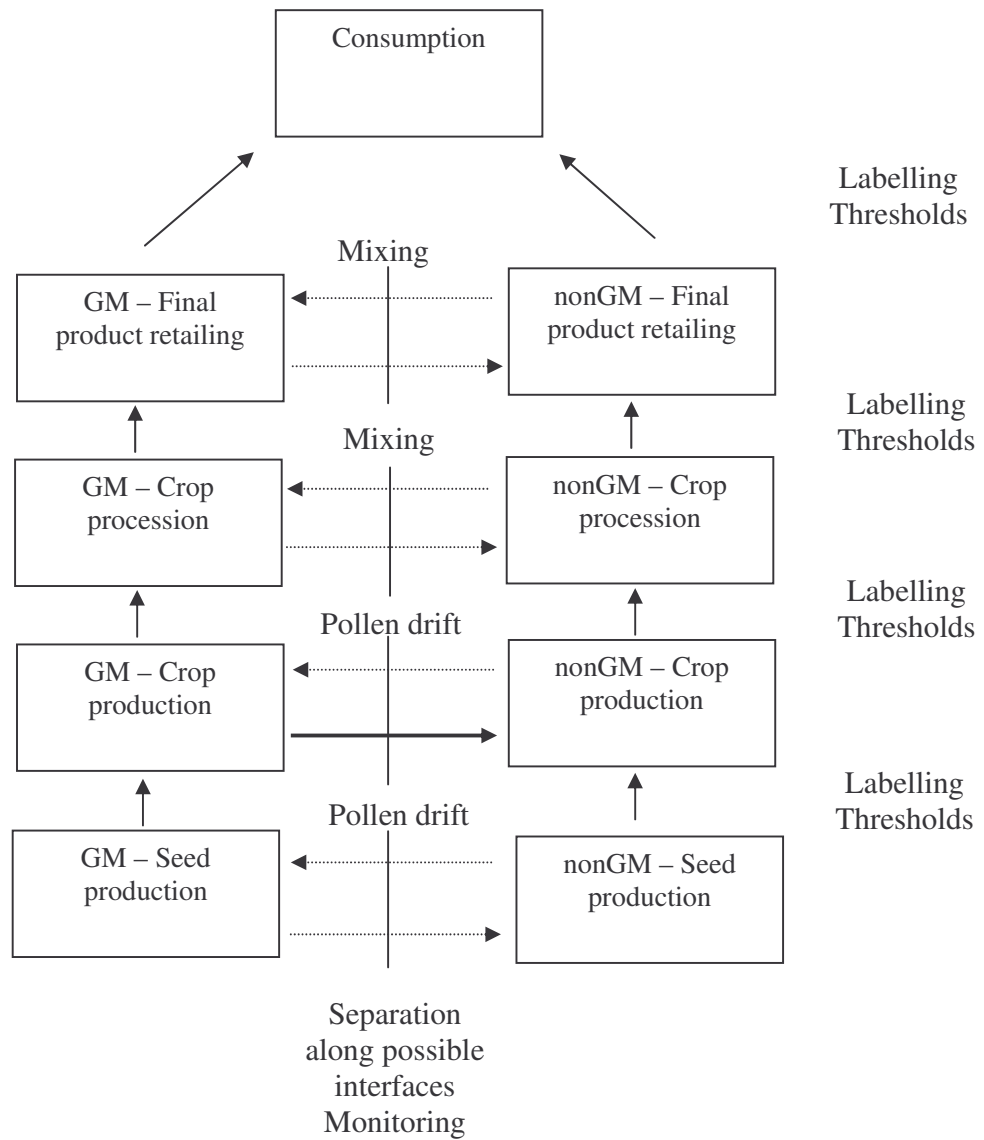 Consumption
Labelling
Thresholds
Mixing
GM – Final
product retailing
nonGM – Final
product retailing
Labelling
Thresholds
Mixing
GM – Crop
procession
nonGM – Crop
procession
Labelling
Thresholds
Pollen drift
GM – Crop
production
nonGM – Crop
production
Labelling
Thresholds
Pollen drift
GM – Seed
production
nonGM – Seed
production
Separation
along possible
interfaces
Monitoring